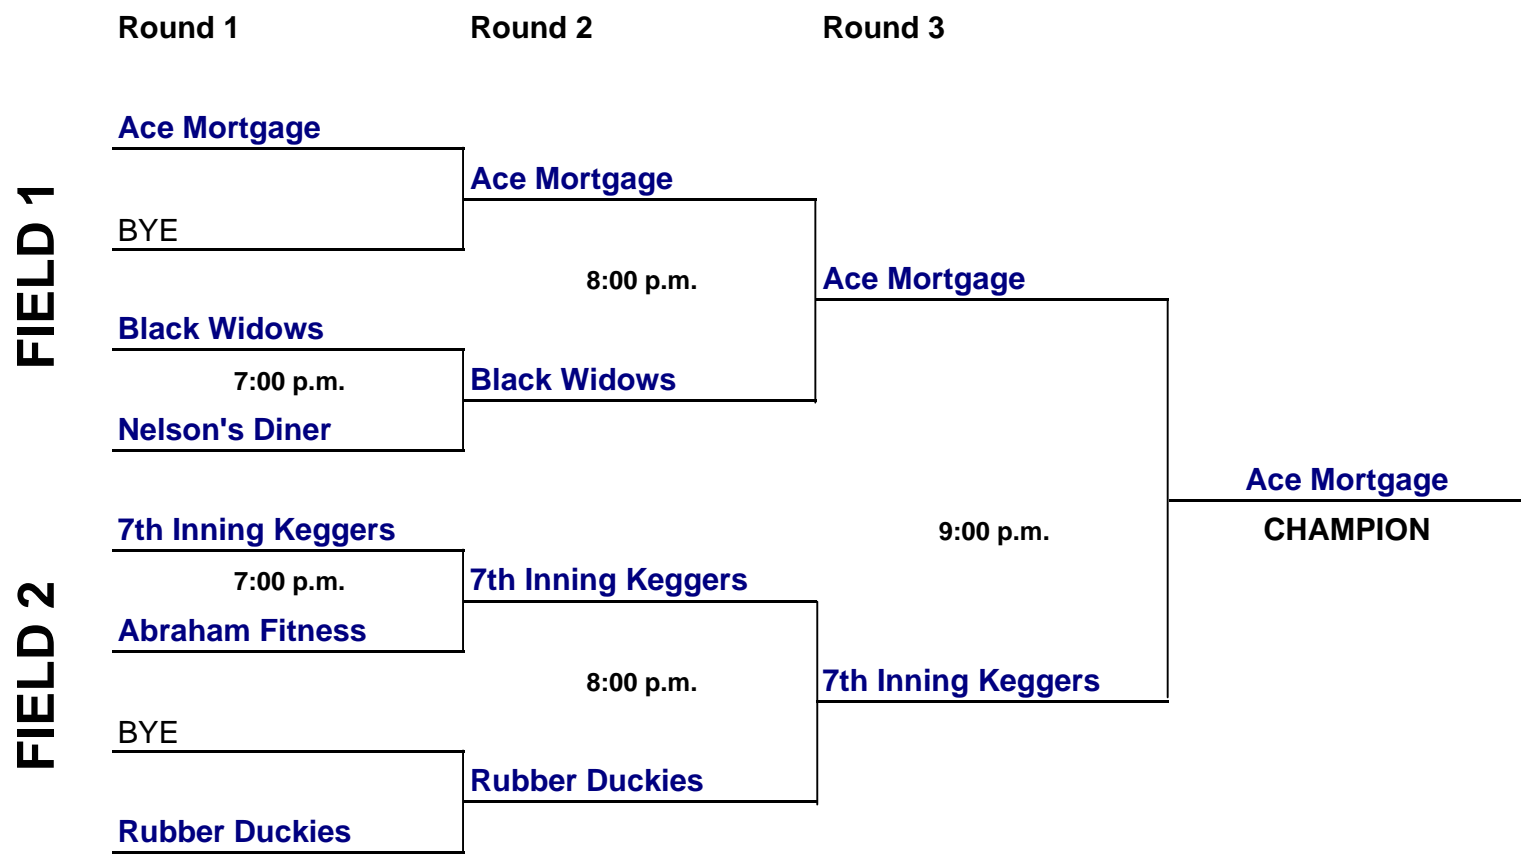 Round 1 Round 2 Round 3
Ace Mortgage
Ace Mortgage
BYE
8:00 p.m.
Ace Mortgage
Black Widows
7:00 p.m.
Black Widows
Nelson's Diner
FIELD 1
Ace Mortgage
CHAMPION
9:00 p.m.
7th Inning Keggers
7:00 p.m.
7th Inning Keggers
Abraham Fitness
8:00 p.m.
7th Inning Keggers
BYE
Rubber Duckies
Rubber Duckies
FIELD 2